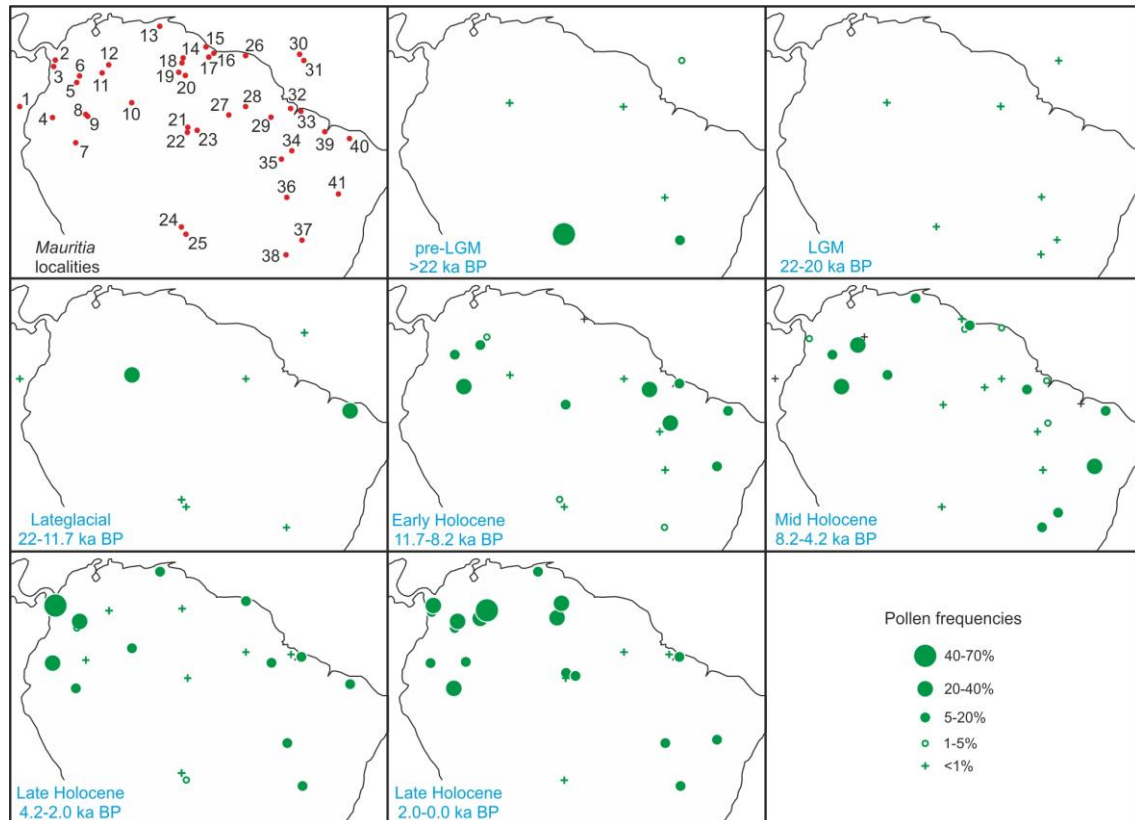 13
14
15
16
26
30
31
2
3
12
6
5
11
18
17
19
20
1
4
8
9
10
27
28
32
33
29
21
22
23
39
40
7
34
35
36
41
24
25
37
38
Mauritia
localities
pre-LGM
>22 ka BP
LGM
22-20 ka BP
Lateglacial
22-11.7 ka BP
Early Holocene
11.7-8.2 ka BP
Mid Holocene
8.2-4.2 ka BP
Late Holocene
4.2-2.0 ka BP
Late Holocene
2.0-0.0 ka BP
Pollen frequencies
40-70%
20-40%
5-20%
1-5%
<1%